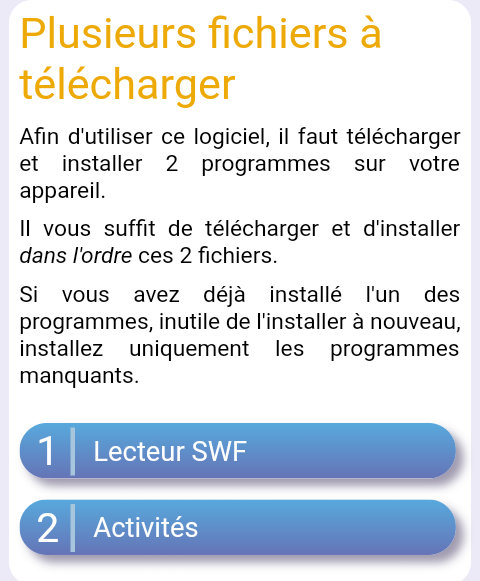 Plusieurs fichiers à
télécharger
Afin d'utiliser ce logiciel, il faut télécharger
et installer 2 programmes sur votre
appareil.
Il vous suffit de télécharger et d'installer
dans l'ordre ces 2 fichiers.
Si vous avez déjà installé l'un des
programmes, inutile de l'installer à nouveau,
installez uniquement les programmes
manquants.
1 Lecteur SWF
2 Activités